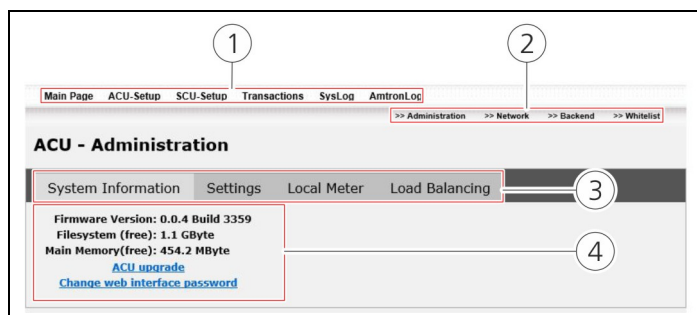 1 2
Main Page ACU-Setup SCU-Setup Transactions SysLog AmtronLog
>> Administration >> Network >> Backend >> Whitelist
ACU - Administration
System Information Settings Local Meter Load Balancing 3
Firmware Version: 0.0.4 Build 3359
Filesystem (free): 1.1 GByte
Main Memory(free): 454.2 MByte 4
ACU upgrade
Change web interface password